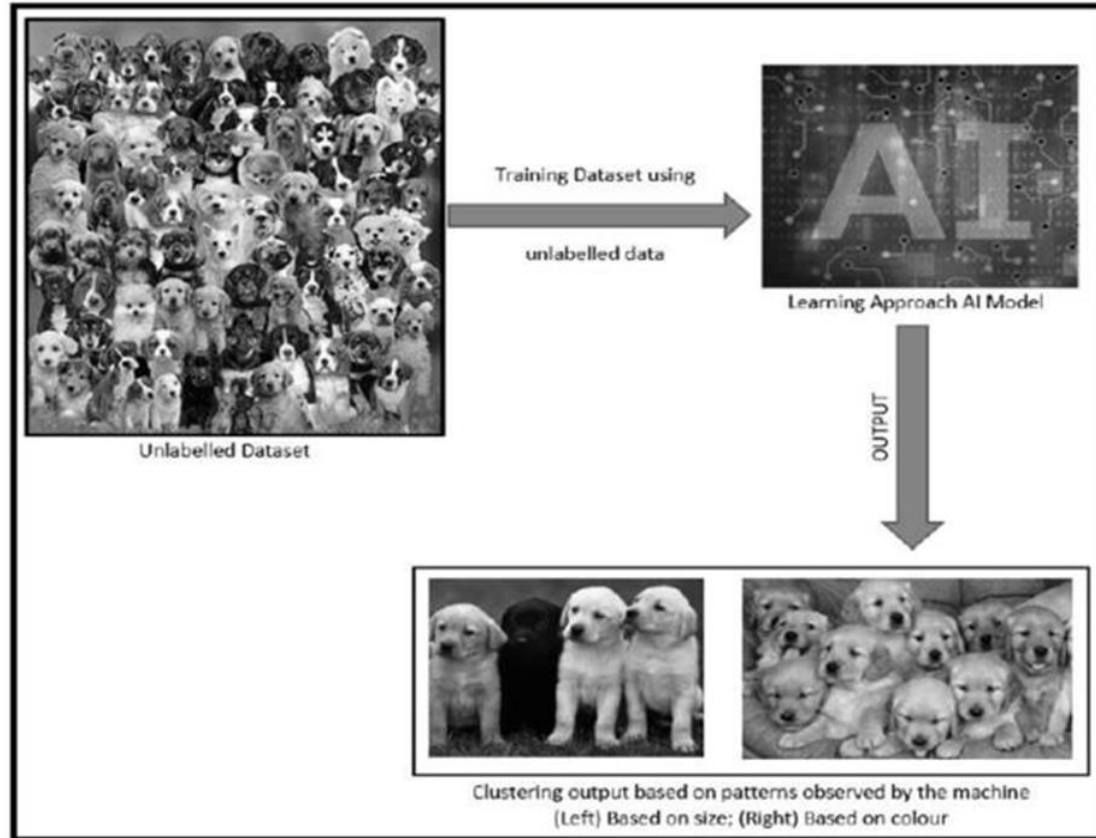 Training Dataset using
unlabelled data
AI
Learning Approach AI Model
Unlabelled Dataset
OUTPUT
Clustering output based on patterns observed by the machine
(Left) Based on size; (Right) Based on colour